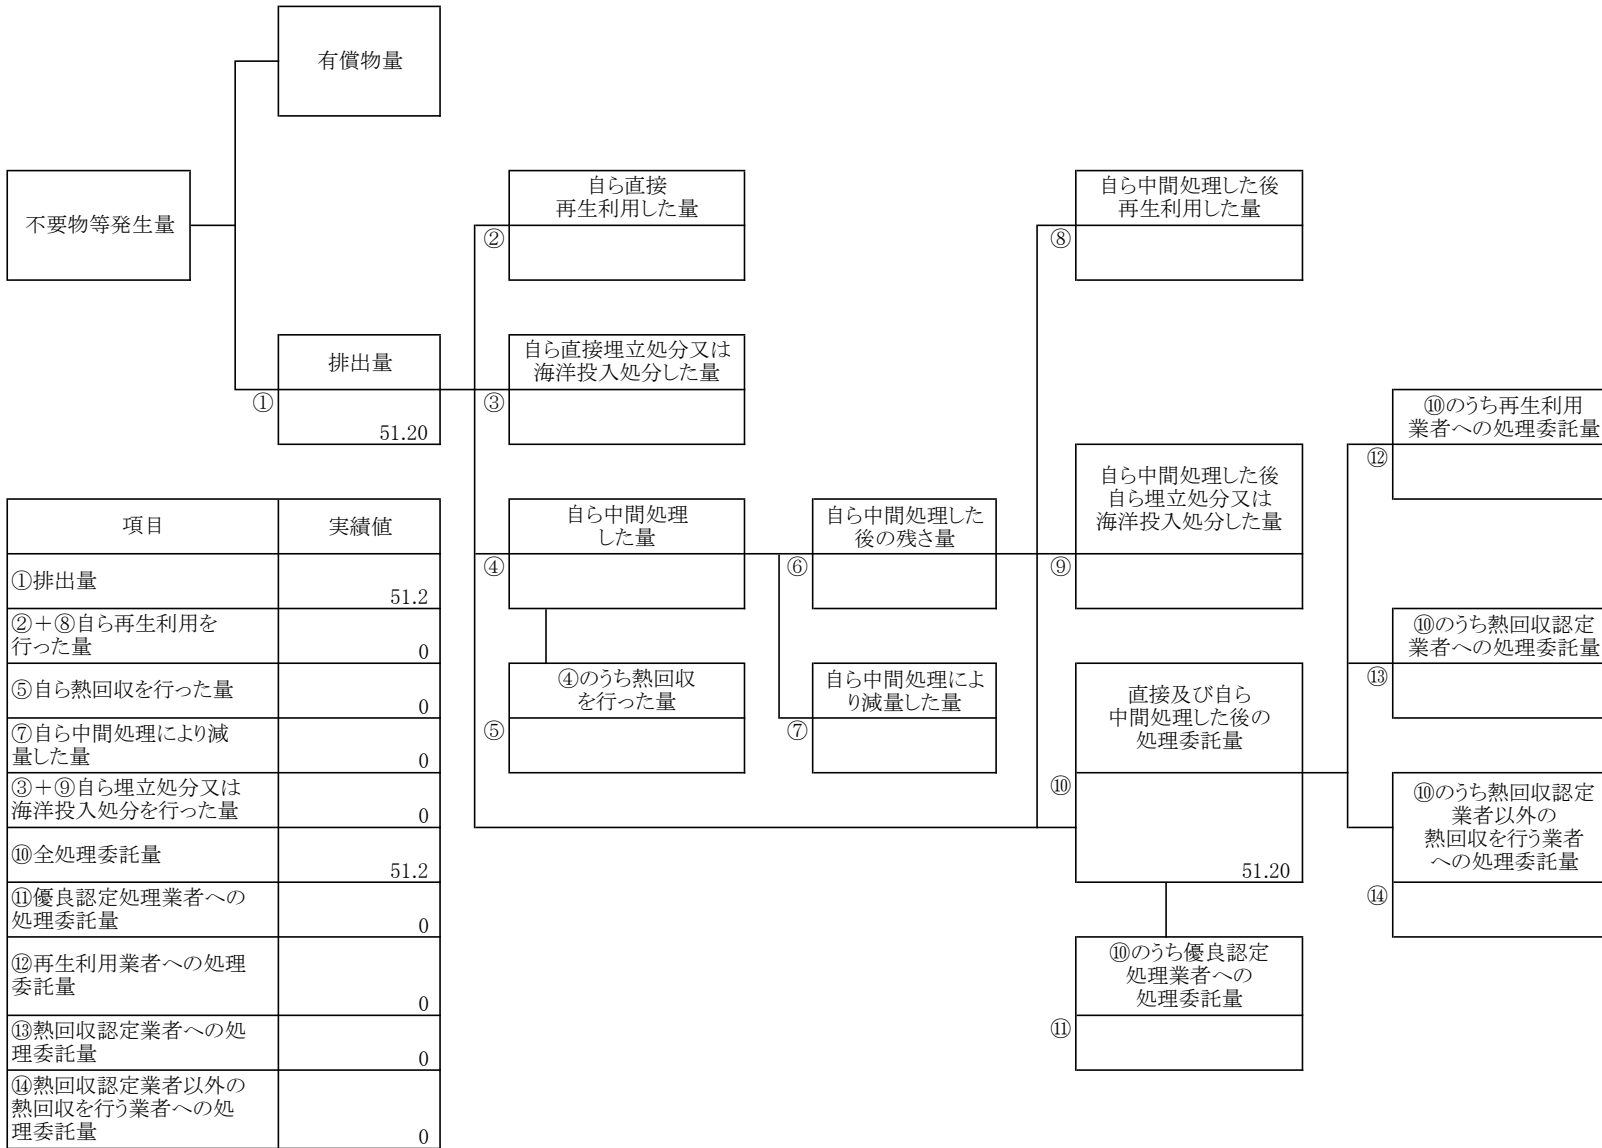 有償物量
不要物等発生量
自ら直接
再生利用した量
②
自ら中間処理した後
再生利用した量
⑧
排出量
①
51.20
自ら直接埋立処分又は
海洋投入処分した量
③
⑩のうち再生利用
業者への処理委託量
⑫
自ら中間処理した後
自ら埋立処分又は
海洋投入処分した量
⑨
自ら中間処理
した量
④
自ら中間処理した
後の残さ量
⑥
⑩のうち熱回収認定
業者への処理委託量
⑬
④のうち熱回収
を行った量
⑤
自ら中間処理によ
り減量した量
⑦
直接及び自ら
中間処理した後の
処理委託量
⑩
51.20
⑩のうち熱回収認定
業者以外の
熱回収を行う業者
への処理委託量
⑭
⑩のうち優良認定
処理業者への
処理委託量
⑪
項目 実績値
①排出量 51.2
②＋⑧自ら再生利用を
行った量 0
⑤自ら熱回収を行った量 0
⑦自ら中間処理により減
量した量 0
③＋⑨自ら埋立処分又は
海洋投入処分を行った量 0
⑩全処理委託量 51.2
⑪優良認定処理業者への
処理委託量 0
⑫再生利用業者への処理
委託量 0
⑬熱回収認定業者への処
理委託量 0
⑭熱回収認定業者以外の
熱回収を行う業者への処
理委託量 0